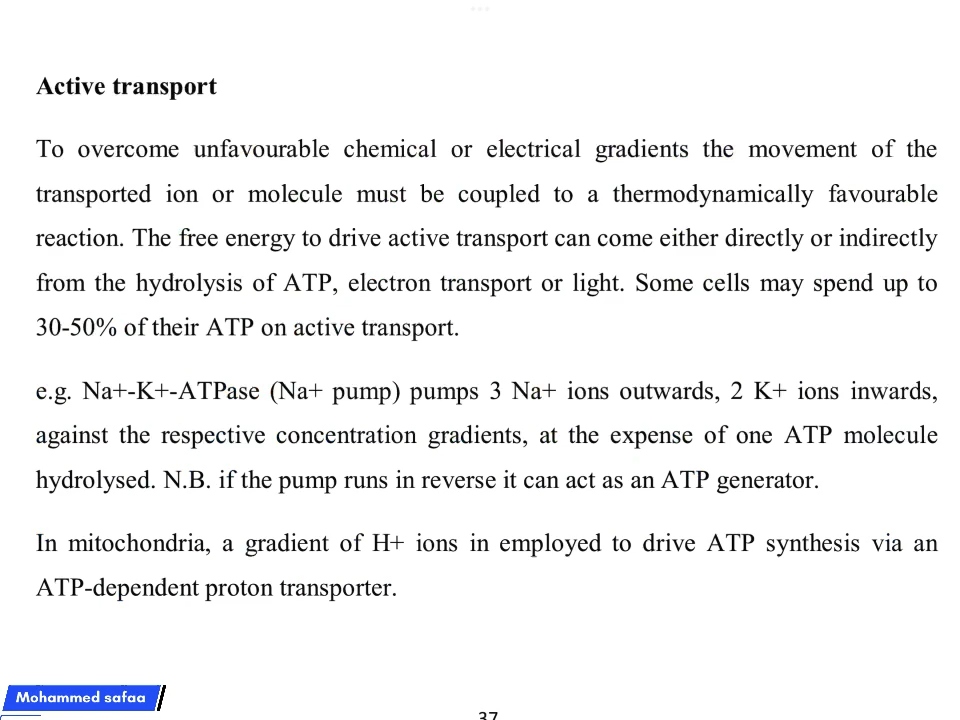 Active transport
To overcome unfavourable chemical or electrical gradients the movement of the
transported ion or molecule must be coupled to a thermodynamically favourable
reaction. The free energy to drive active transport can come either directly or indirectly
from the hydrolysis of ATP, electron transport or light. Some cells may spend up to
30-50% of their ATP on active transport.
e.g. Na+-K+-ATPase (Na+ pump) pumps 3 Na+ ions outwards, 2 K+ ions inwards,
against the respective concentration gradients, at the expense of one ATP molecule
hydrolysed. N.B. if the pump runs in reverse it can act as an ATP generator.
In mitochondria, a gradient of H+ ions in employed to drive ATP synthesis via an
ATP-dependent proton transporter.
Mohammed safaa
37